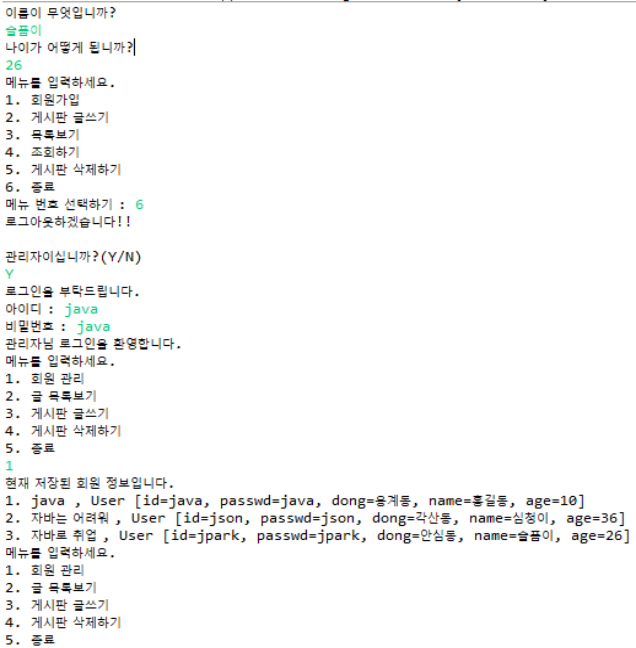 이름이 무엇입니까?
슬픔이
나이가 어떻게 됩니까?
26
메뉴를 입력하세요.
1. 회원가입
2. 게시판 글쓰기
3. 목록보기
4. 조회하기
5. 게시판 삭제하기
6. 종료
메뉴 번호 선택하기 : 6
로그아웃하겠습니다!!
관리자이십니까?(Y/N)
Y
로그인을 부탁드립니다.
아이디 : java
비밀번호 : java
관리자님 로그인을 환영합니다.
메뉴를 입력하세요.
1. 회원 관리
2. 글 목록보기
3. 게시판 글쓰기
4. 게시판 삭제하기
5. 종료
1
현재 저장된 회원 정보입니다.
1. java , User [id=java, passwd=java, dong=용계동, name=홍길동, age=10]
2. 자바는 어려워 , User [id=json, passwd=json, dong=각산동, name=심청이, age=36]
3. 자바로 취업 , User [id=jpark, passwd=jpark, dong=안심동, name=슬픔이, age=26]
메뉴를 입력하세요.
1. 회원 관리
2. 글 목록보기
3. 게시판 글쓰기
4. 게시판 삭제하기
5. 종료